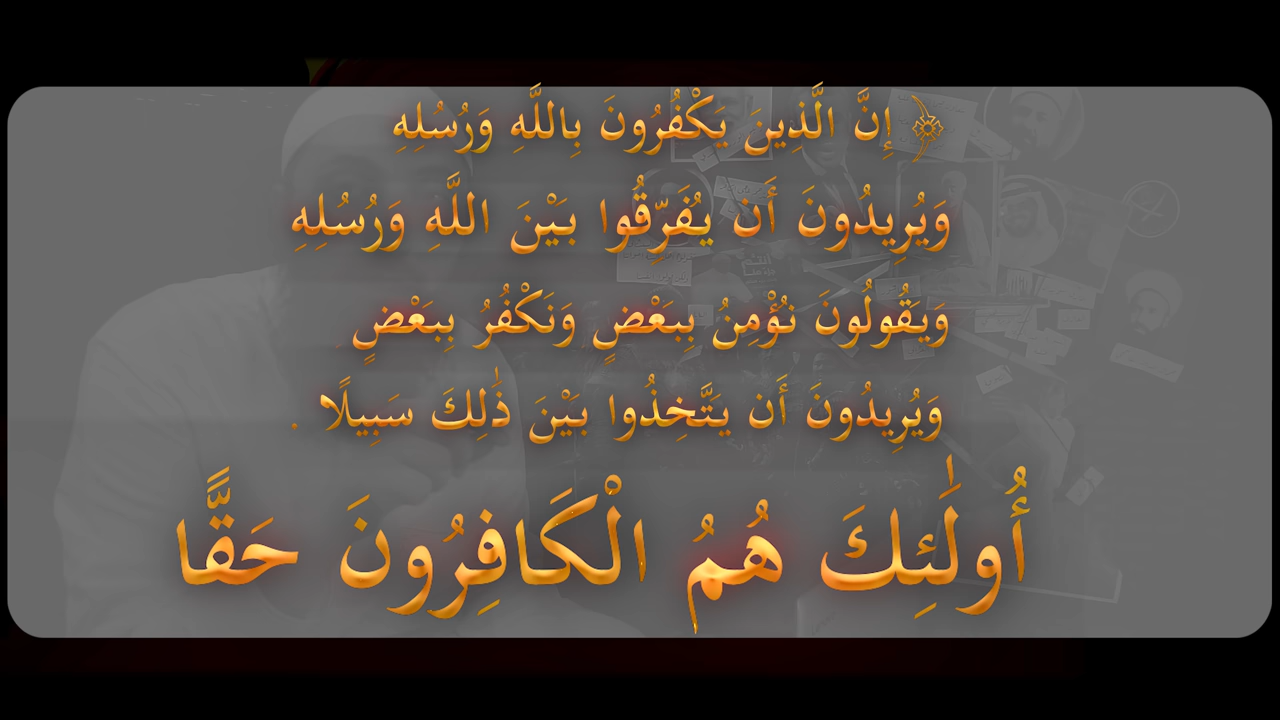 ﴿ إِنَّ الَّذِينَ يَكْفُرُونَ بِاللَّهِ وَرُسُلِهِ
وَيُرِيدُونَ أَن يُفَرِّقُوا بَيْنَ اللَّهِ وَرُسُلِهِ
وَيَقُولُونَ نُؤْمِنُ بِبَعْضٍ وَنَكْفُرُ بِبَعْضٍ
وَيُرِيدُونَ أَن يَتَّخِذُوا بَيْنَ ذَٰلِكَ سَبِيلًا .
أُولَٰئِكَ هُمُ الْكَافِرُونَ حَقًّا